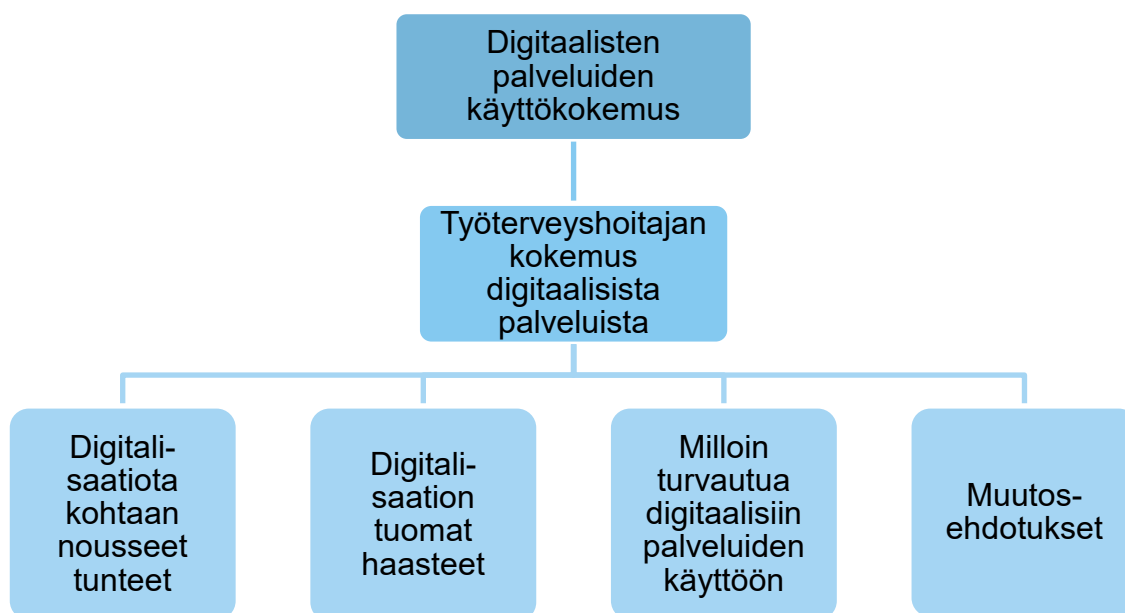 Digitaalisten
palveluiden
käyttökokemus
Työterveyshoitajan
kokemus
digitaalisista
palveluista
Digitali-
saatiota
kohtaan
nousseet
tunteet
Digitali-
saation
tuomat
haasteet
Milloin
turvautua
digitaalisiin
palveluiden
käyttöön
Muutos-
ehdotukset